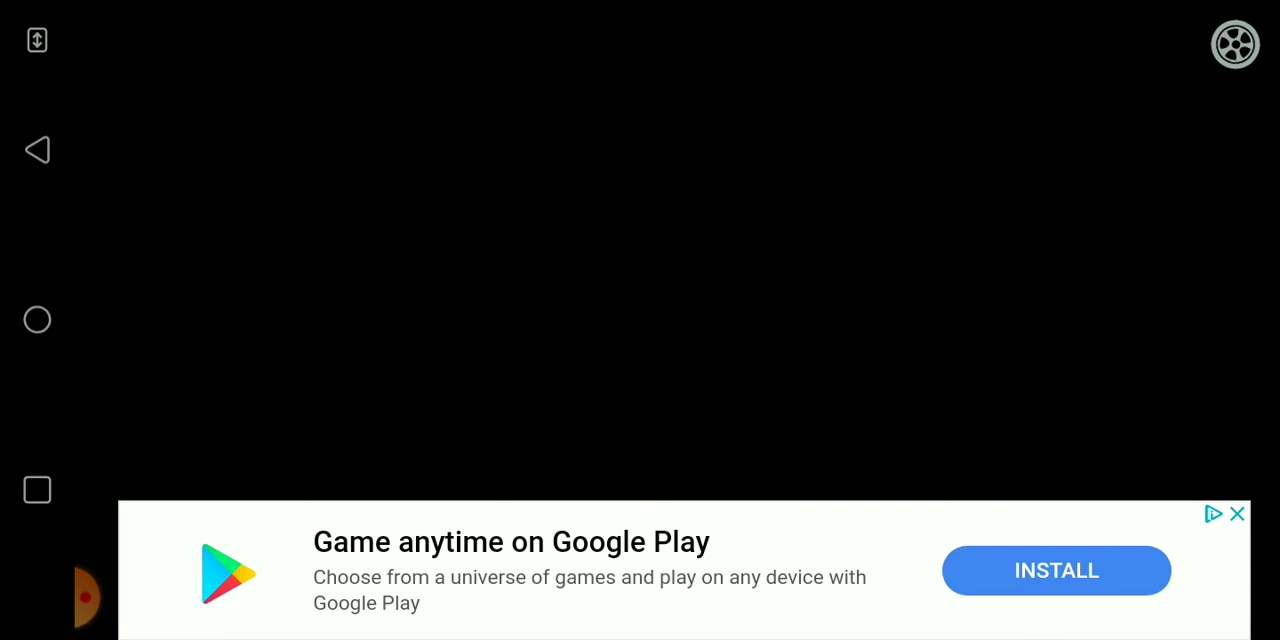 Game anytime on Google Play
Choose from a universe of games and play on any device with
Google Play
INSTALL